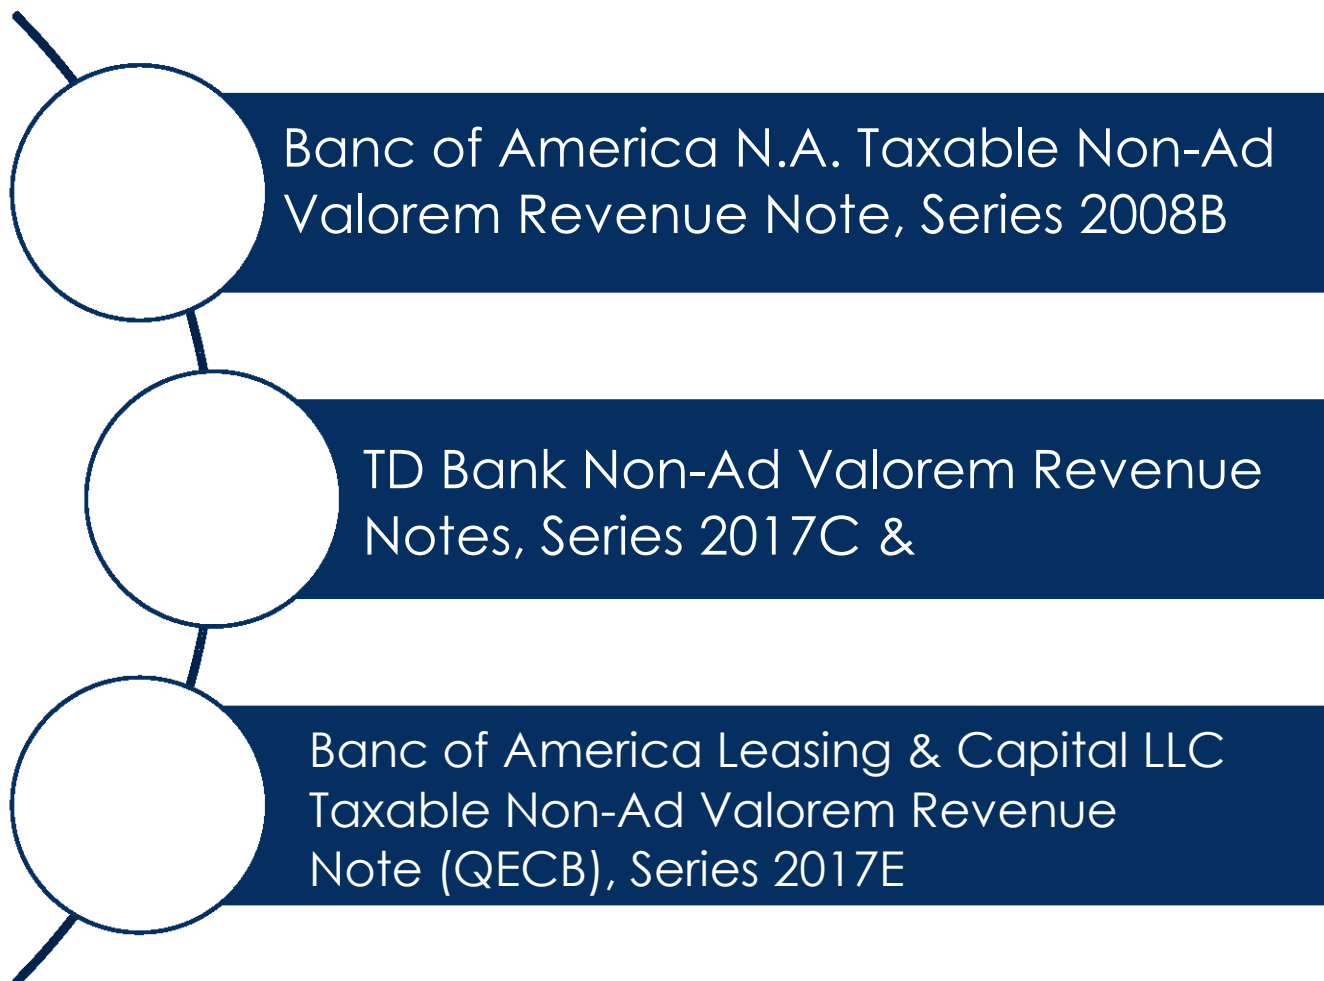 Banc of America N.A. Taxable Non-Ad
Valorem Revenue Note, Series 2008B
TD Bank Non-Ad Valorem Revenue
Notes, Series 2017C &
Banc of America Leasing & Capital LLC
Taxable Non-Ad Valorem Revenue
Note (QECB), Series 2017E